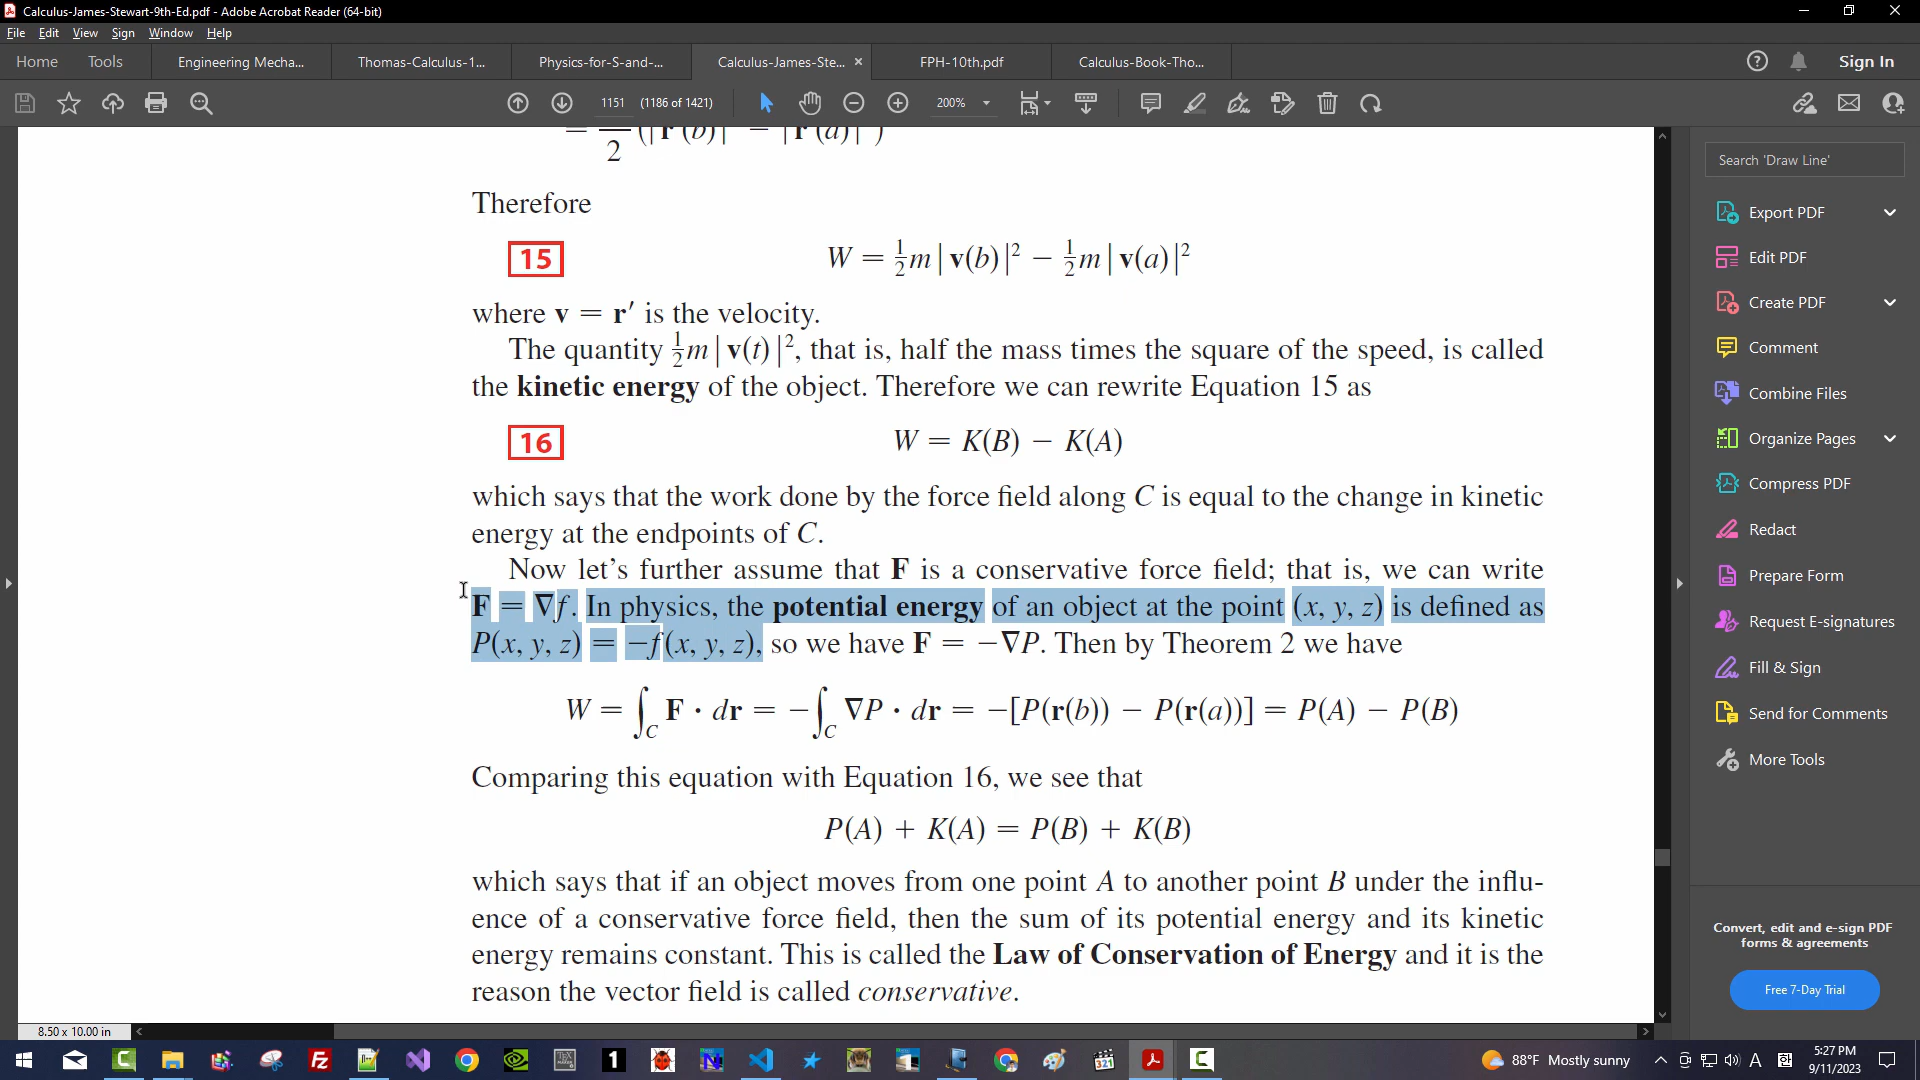 Calculus-James-Stewart-9th-Ed.pdf - Adobe Acrobat Reader (64-bit)
File Edit View Sign Window Help
Home Tools Engineering Mecha... Thomas-Calculus-1... Physics-for-S-and-... Calculus-James-Ste... FPH-10th.pdf Calculus-Book-Tho... Sign In
1151 (1186 of 1421) 200%
= — (|r′(b)|² − |r′(a)|²)
2
Therefore
15 W = ½m|v(b)|² − ½m|v(a)|²
where v = r′ is the velocity.
The quantity ½m|v(t)|², that is, half the mass times the square of the speed, is called
the kinetic energy of the object. Therefore we can rewrite Equation 15 as
16 W = K(B) − K(A)
which says that the work done by the force field along C is equal to the change in kinetic
energy at the endpoints of C.
Now let’s further assume that F is a conservative force field; that is, we can write
F = ∇f. In physics, the potential energy of an object at the point (x, y, z) is defined as
P(x, y, z) = −f(x, y, z), so we have F = −∇P. Then by Theorem 2 we have
W = ∫C F · dr = −∫C ∇P · dr = −[P(r(b)) − P(r(a))] = P(A) − P(B)
Comparing this equation with Equation 16, we see that
P(A) + K(A) = P(B) + K(B)
which says that if an object moves from one point A to another point B under the influ-
ence of a conservative force field, then the sum of its potential energy and its kinetic
energy remains constant. This is called the Law of Conservation of Energy and it is the
reason the vector field is called conservative.
8.50 x 10.00 in
Search 'Draw Line'
Export PDF
Edit PDF
Create PDF
Comment
Combine Files
Organize Pages
Compress PDF
Redact
Prepare Form
Request E-signatures
Fill & Sign
Send for Comments
More Tools
Convert, edit and e-sign PDF
forms & agreements
Free 7-Day Trial
88°F Mostly sunny
A
5:27 PM
9/11/2023